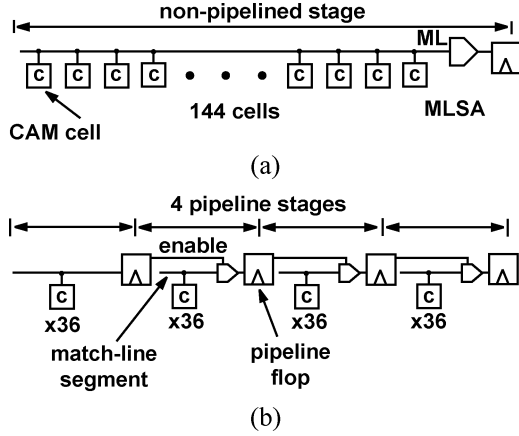 non-pipelined stage
ML
C C C C C C C C
144 cells
MLSA
CAM cell
(a)
4 pipeline stages
enable
C C C C
x36 x36 x36 x36
match-line
segment
pipeline
flop
(b)